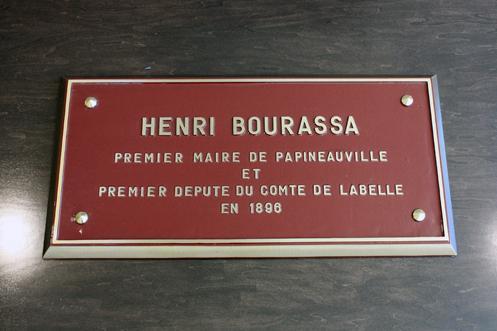 HENRI BOURASSA
PREMIER MAIRE DE PAPINEAUVILLE
ET
PREMIER DEPUTE DU COMTE DE LABELLE
EN 1896